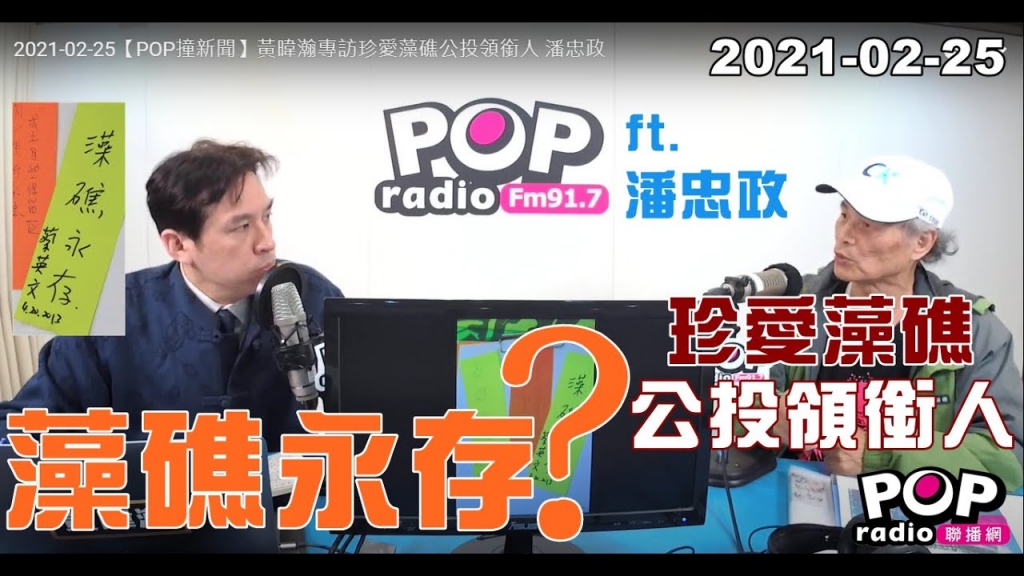 2021-02-25【POP撞新聞】黃暐瀚專訪珍愛藻礁公投領銜人 潘忠政
2021-02-25
POP
radio Fm91.7
ft.
潘忠政
藻礁永存
蔡英文
4.20.2013
珍愛藻礁
公投領銜人
藻礁永存?
POP
radio 聯播網